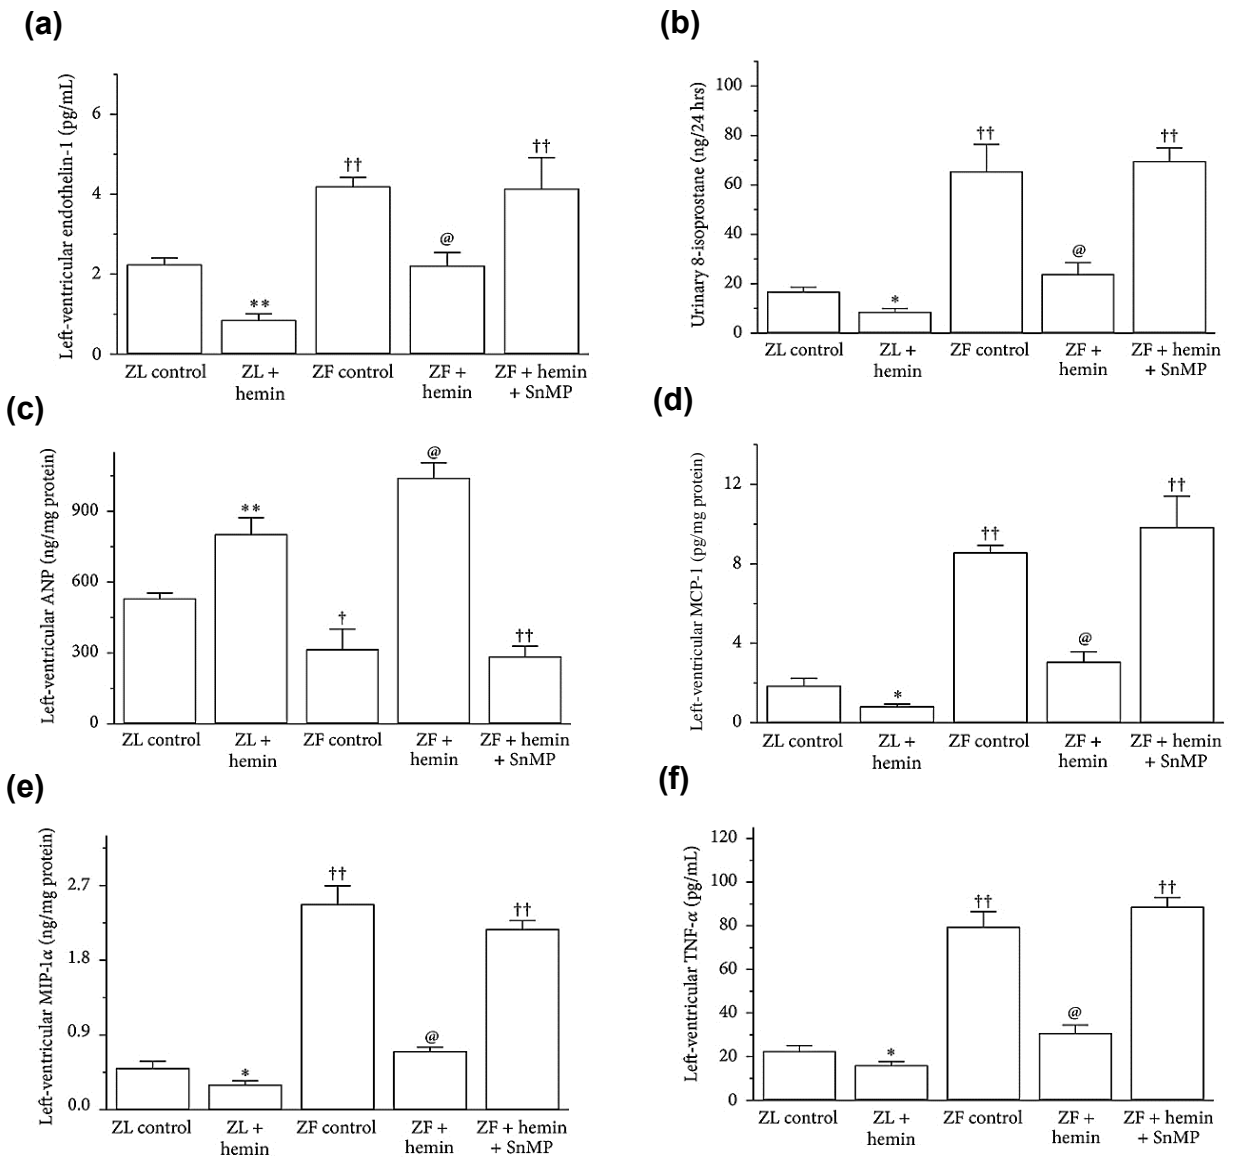 (a)
Left-ventricular endothelin-1 (pg/mL)
6
4
2
0
**
††
@
††
ZL control
ZL +
hemin
ZF control
ZF +
hemin
ZF + hemin
+ SnMP
(b)
Urinary 8-isoprostane (ng/24 hrs)
100
80
60
40
20
0
*
††
@
††
ZL control
ZL +
hemin
ZF control
ZF +
hemin
ZF + hemin
+ SnMP
(c)
Left-ventricular ANP (ng/mg protein)
900
600
300
0
**
†
@
††
ZL control
ZL +
hemin
ZF control
ZF +
hemin
ZF + hemin
+ SnMP
(d)
Left-ventricular MCP-1 (pg/mg protein)
12
8
4
0
*
††
@
††
ZL control
ZL +
hemin
ZF control
ZF +
hemin
ZF + hemin
+ SnMP
(e)
Left-ventricular MIP-1α (ng/mg protein)
2.7
1.8
0.9
0.0
*
††
@
††
ZL control
ZL +
hemin
ZF control
ZF +
hemin
ZF + hemin
+ SnMP
(f)
Left-ventricular TNF-α (pg/mL)
120
100
80
60
40
20
0
*
††
@
††
ZL control
ZL +
hemin
ZF control
ZF +
hemin
ZF + hemin
+ SnMP